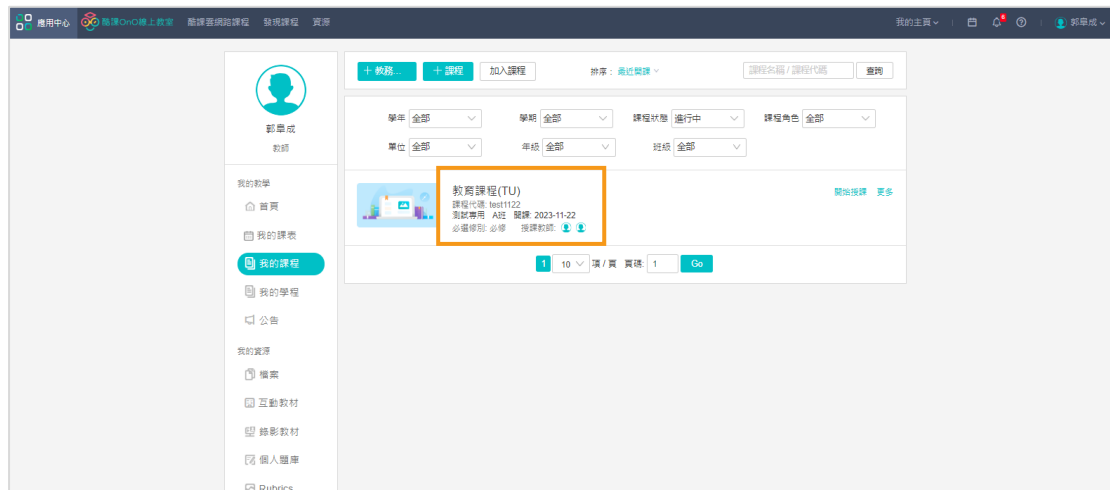 應用中心 酷課OnO線上教室 酷課雲網路課程 發現課程 資源 我的主頁 郭阜成
郭阜成
教師
我的教學
首頁
我的課表
我的課程
我的學程
公告
我的資源
檔案
互動教材
錄影教材
個人題庫
Rubrics
+ 教務... + 課程 加入課程 排序： 最近開課 課程名稱 / 課程代碼 查詢
學年 全部 學期 全部 課程狀態 進行中 課程角色 全部
單位 全部 年級 全部 班級 全部
教育課程(TU) 開始授課 更多
課程代碼: test1122
測試專用 A班 開課: 2023-11-22
必選修別: 必修 授課教師:
1 10 項 / 頁 頁碼: 1 Go